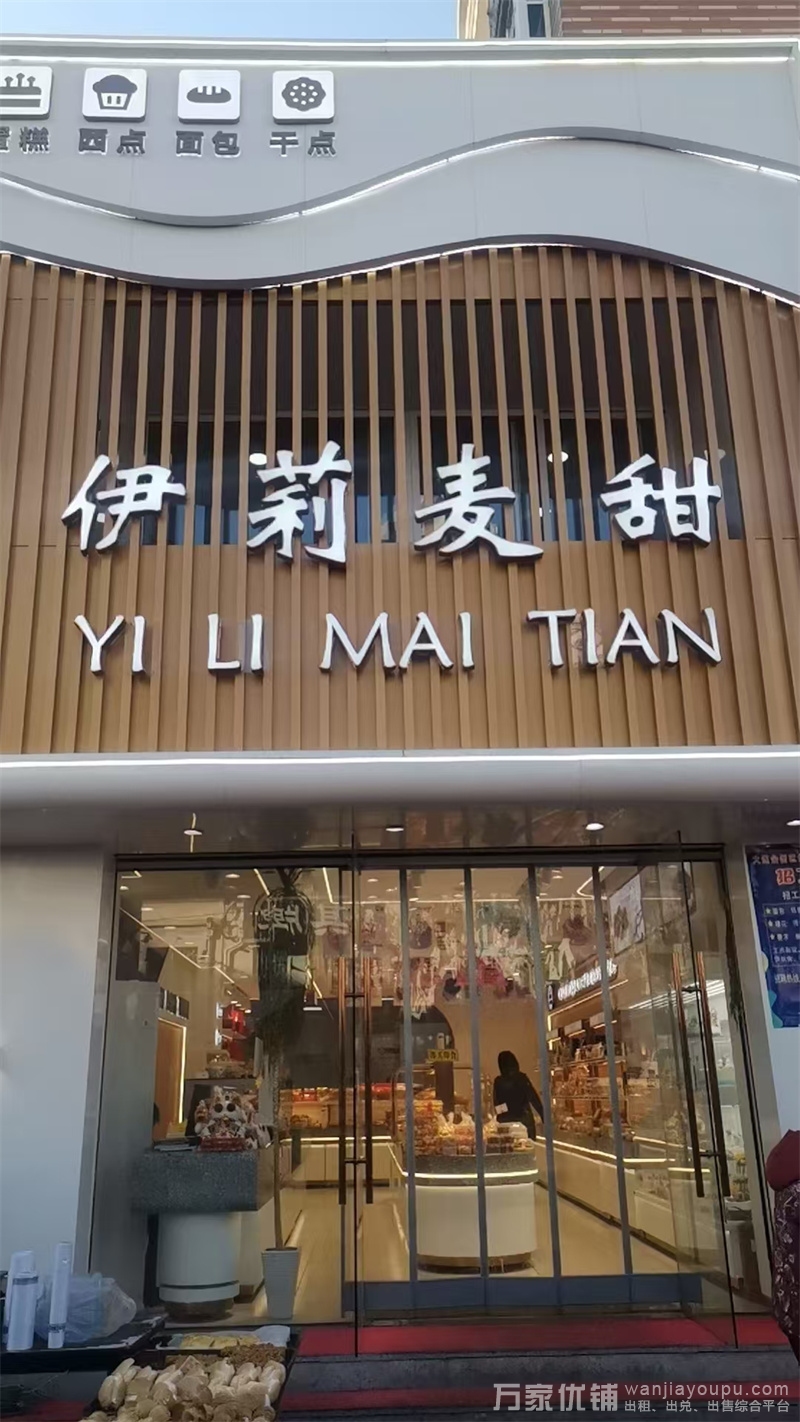 蛋糕 西点 面包 干点
伊莉麦甜
YI LI MAI TIAN
招
万家优铺 wanjiayoupu.com
出租、出兑、出售综合平台